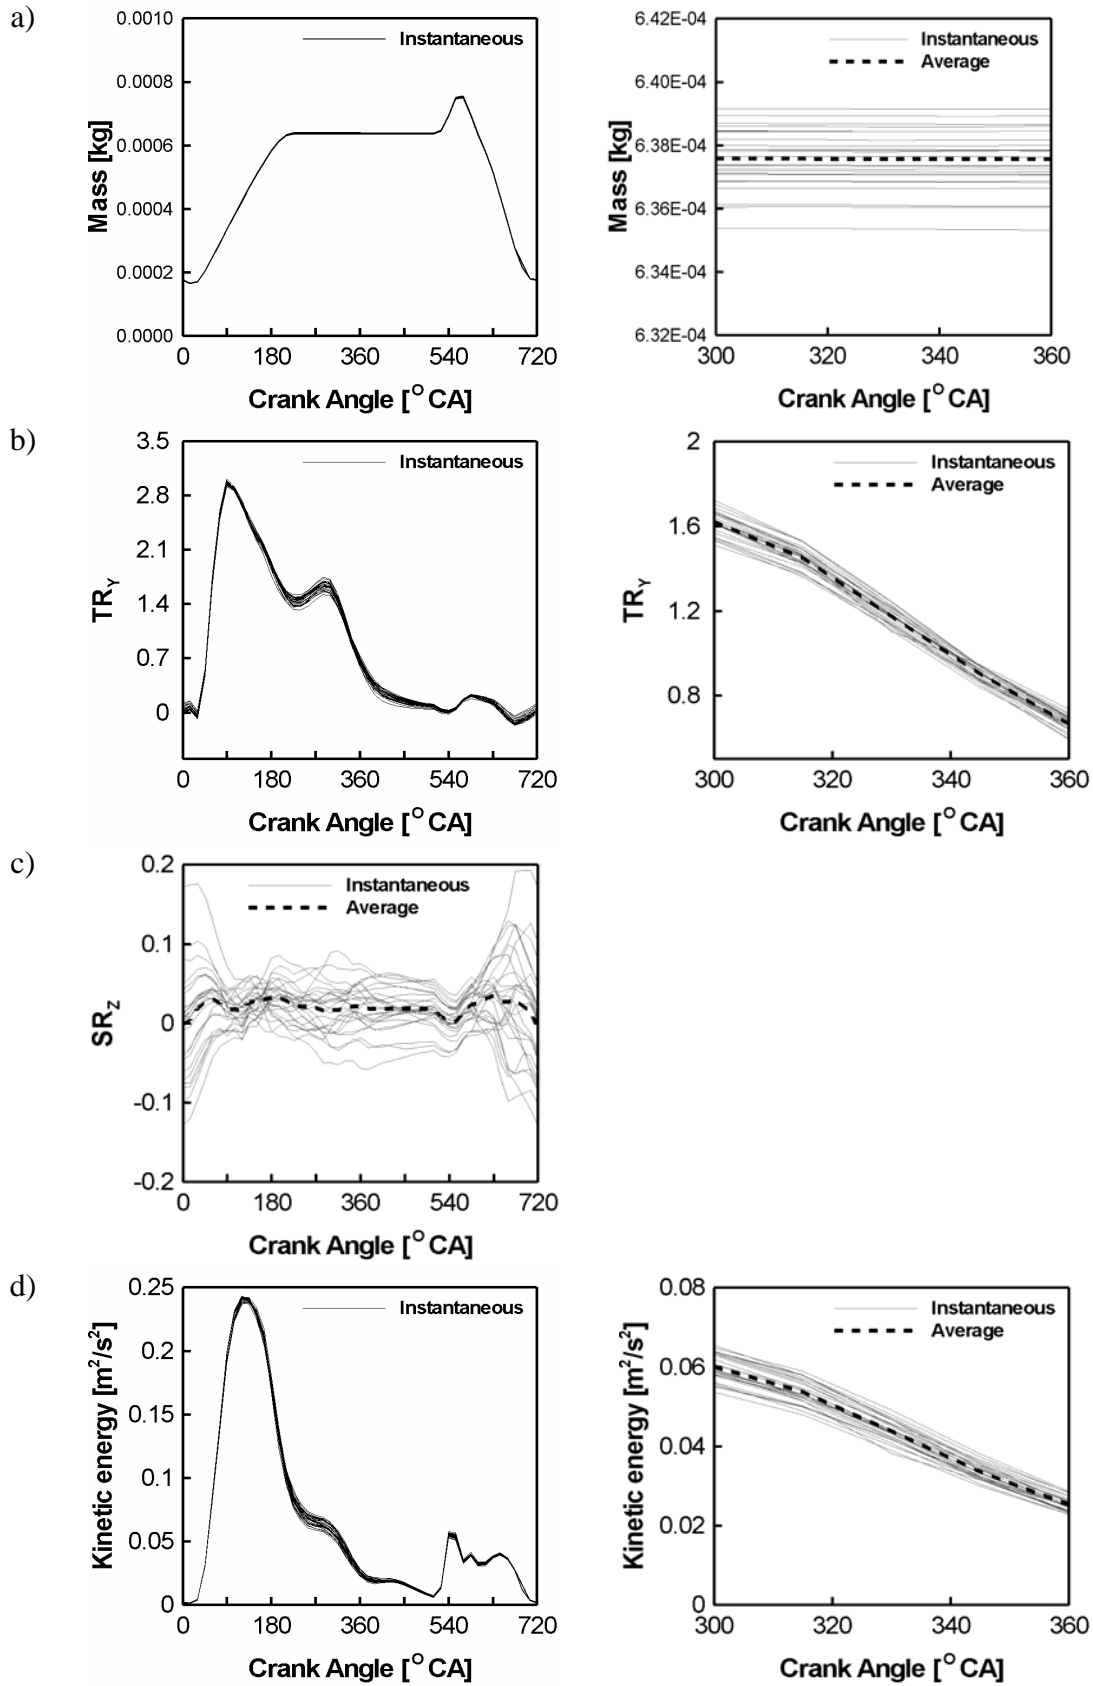 a)
0.0010
0.0008
0.0006
0.0004
0.0002
0.0000
Mass [kg]
Instantaneous
0 180 360 540 720
Crank Angle [° CA]
6.42E-04
6.40E-04
6.38E-04
6.36E-04
6.34E-04
6.32E-04
Mass [kg]
Instantaneous
Average
300 320 340 360
Crank Angle [° CA]
b)
3.5
2.8
2.1
1.4
0.7
0
TR_Y
Instantaneous
0 180 360 540 720
Crank Angle [° CA]
2
1.6
1.2
0.8
TR_Y
Instantaneous
Average
300 320 340 360
Crank Angle [° CA]
c)
0.2
0.1
0
-0.1
-0.2
SR_Z
Instantaneous
Average
0 180 360 540 720
Crank Angle [° CA]
d)
0.25
0.2
0.15
0.1
0.05
0
Kinetic energy [m²/s²]
Instantaneous
0 180 360 540 720
Crank Angle [° CA]
0.08
0.06
0.04
0.02
0
Kinetic energy [m²/s²]
Instantaneous
Average
300 320 340 360
Crank Angle [° CA]